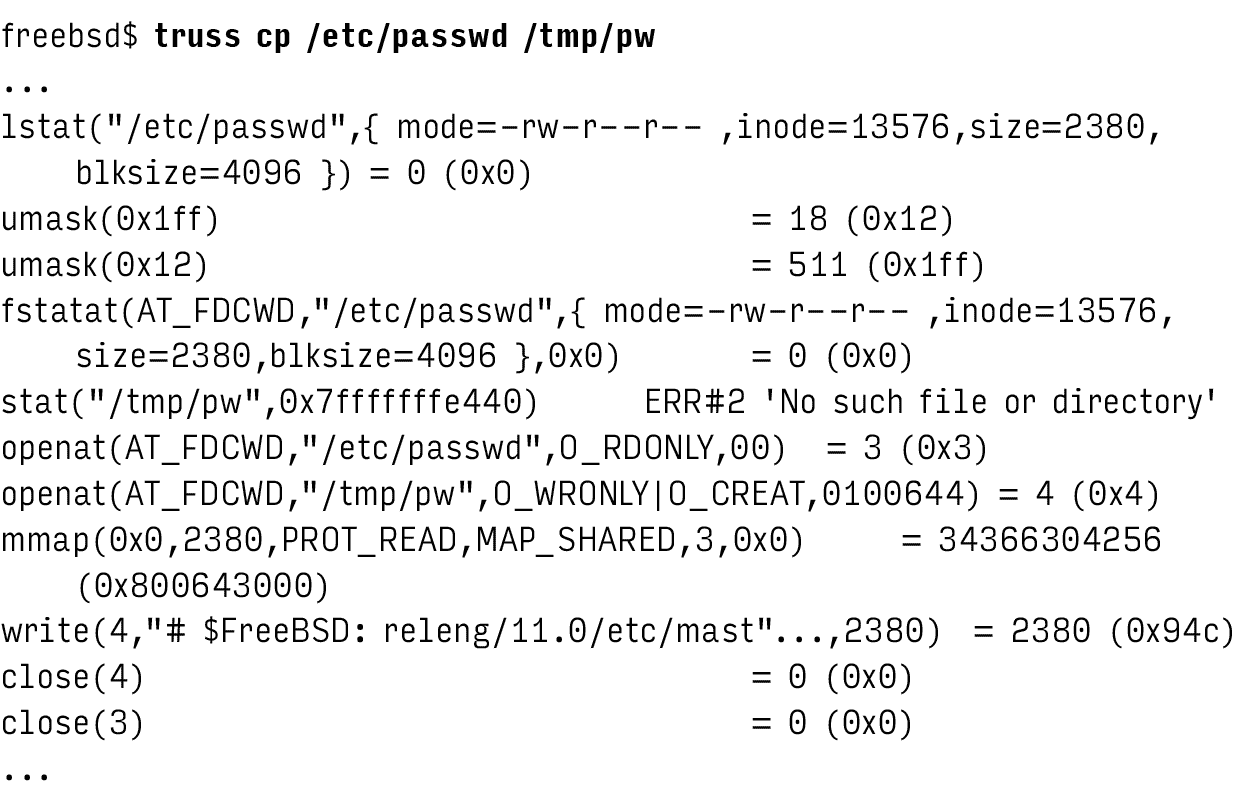 freebsd$ truss cp /etc/passwd /tmp/pw
...
lstat("/etc/passwd",{ mode=-rw-r--r-- ,inode=13576,size=2380,
blksize=4096 }) = 0 (0x0)
umask(0x1ff) = 18 (0x12)
umask(0x12) = 511 (0x1ff)
fstatat(AT_FDCWD,"/etc/passwd",{ mode=-rw-r--r-- ,inode=13576,
size=2380,blksize=4096 },0x0) = 0 (0x0)
stat("/tmp/pw",0x7fffffffe440) ERR#2 'No such file or directory'
openat(AT_FDCWD,"/etc/passwd",O_RDONLY,00) = 3 (0x3)
openat(AT_FDCWD,"/tmp/pw",O_WRONLY|O_CREAT,0100644) = 4 (0x4)
mmap(0x0,2380,PROT_READ,MAP_SHARED,3,0x0) = 34366304256
(0x800643000)
write(4,"# $FreeBSD: releng/11.0/etc/mast"...,2380) = 2380 (0x94c)
close(4) = 0 (0x0)
close(3) = 0 (0x0)
...